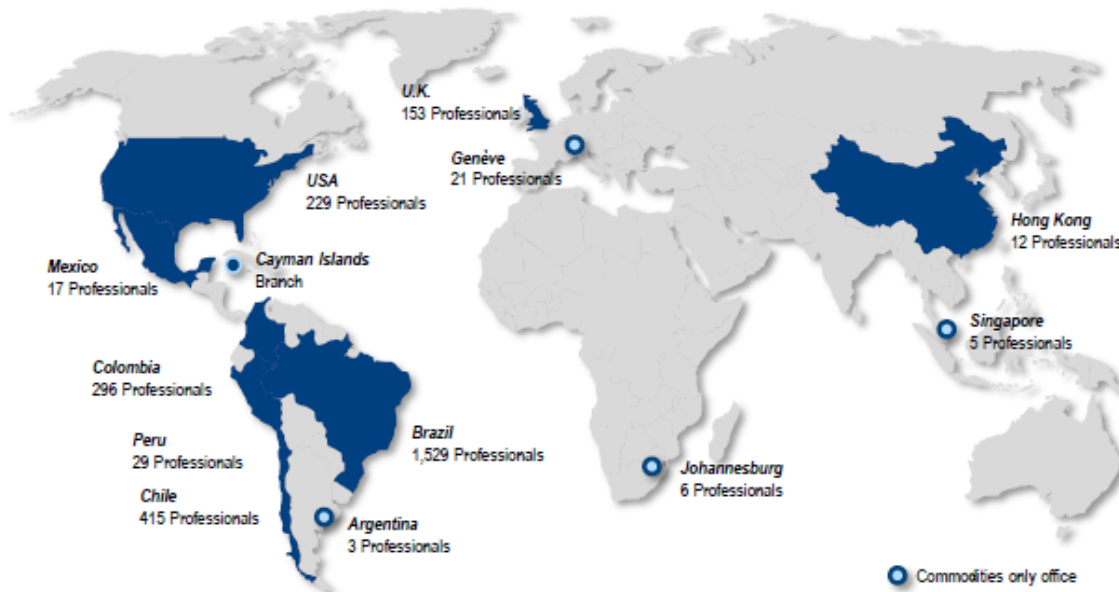 U.K.
153 Professionals
Genève
21 Professionals
USA
229 Professionals
Hong Kong
12 Professionals
Mexico
17 Professionals
Cayman Islands
Branch
Singapore
5 Professionals
Colombia
296 Professionals
Peru
29 Professionals
Brazil
1,529 Professionals
Johannesburg
6 Professionals
Chile
415 Professionals
Argentina
3 Professionals
Commodities only office